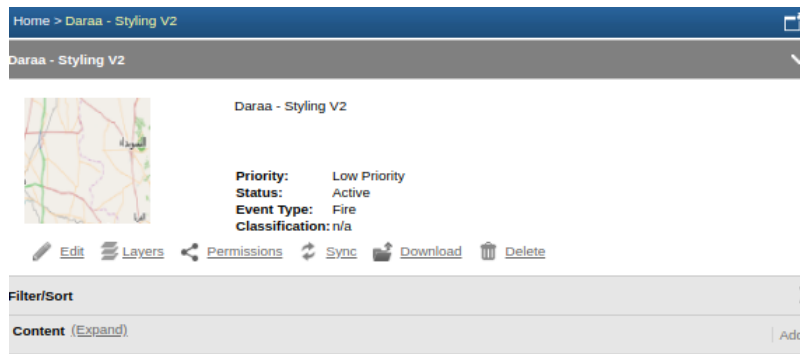 Home > Daraa - Styling V2
Daraa - Styling V2
السويداء
Daraa - Styling V2
Priority: Low Priority
Status: Active
Event Type: Fire
Classification: n/a
Edit Layers Permissions Sync Download Delete
Filter/Sort
Content (Expand)